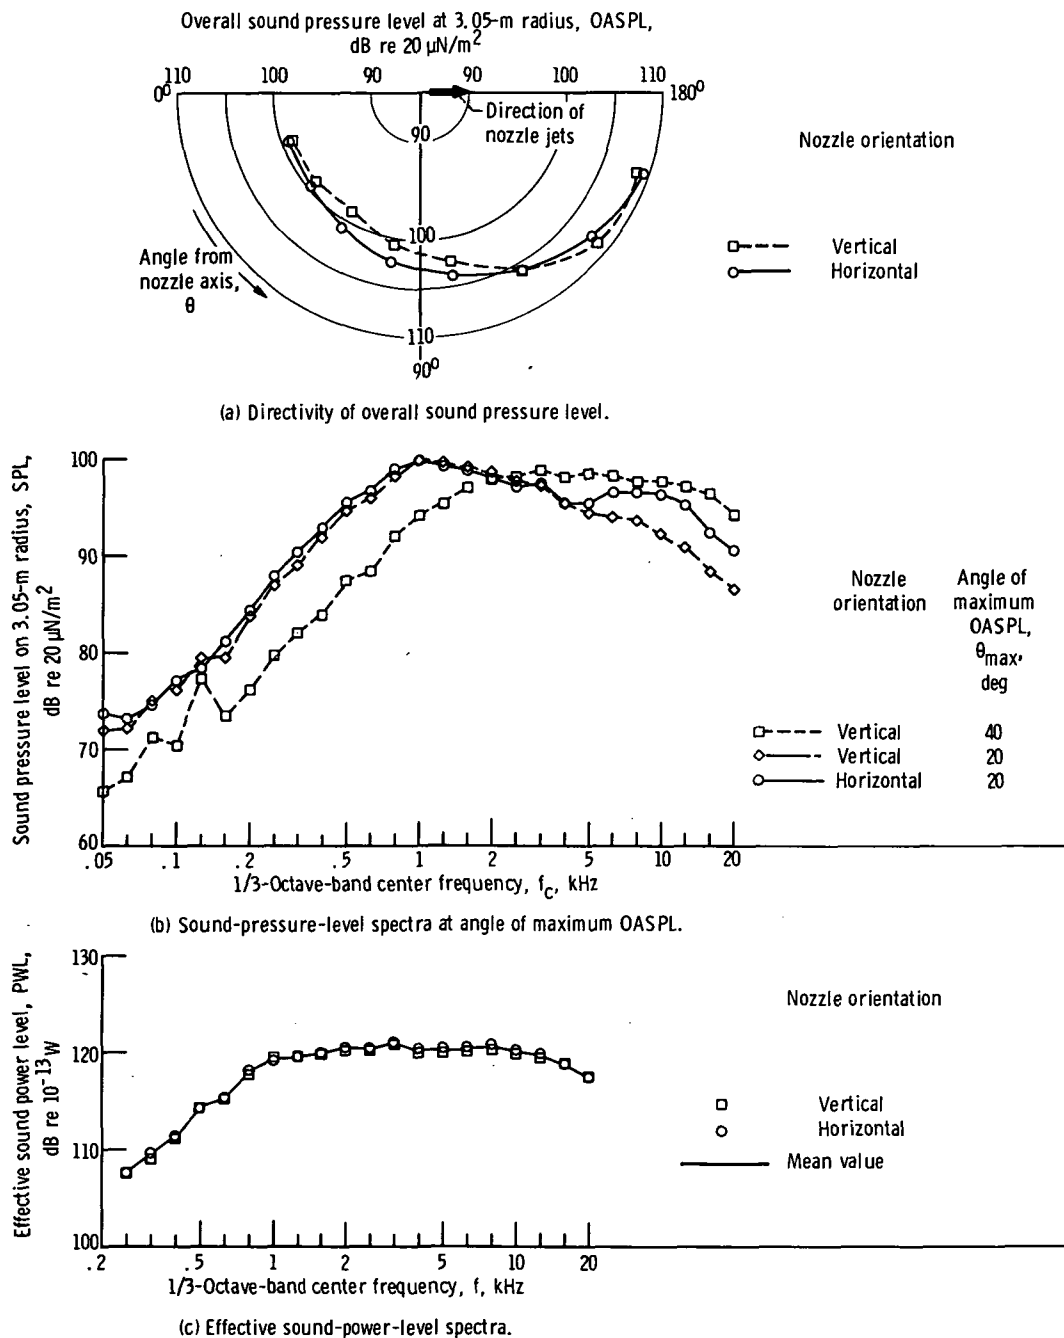 Overall sound pressure level at 3.05-m radius, OASPL,
dB re 20 μN/m²
110 100 90 90 100 110
0⁰ 180⁰
Direction of
nozzle jets
90
Nozzle orientation
100
Vertical
Horizontal
Angle from
nozzle axis,
θ
110
90⁰
(a) Directivity of overall sound pressure level.
Sound pressure level on 3.05-m radius, SPL,
dB re 20 μN/m²
100
90
80
70
60
Nozzle
orientation
Angle of
maximum
OASPL,
θmax,
deg
Vertical 40
Vertical 20
Horizontal 20
.05 .1 .2 .5 1 2 5 10 20
1/3-Octave-band center frequency, fc, kHz
(b) Sound-pressure-level spectra at angle of maximum OASPL.
Effective sound power level, PWL,
dB re 10⁻¹³ W
130
120
110
100
Nozzle orientation
Vertical
Horizontal
Mean value
.2 .5 1 2 5 10 20
1/3-Octave-band center frequency, f, kHz
(c) Effective sound-power-level spectra.